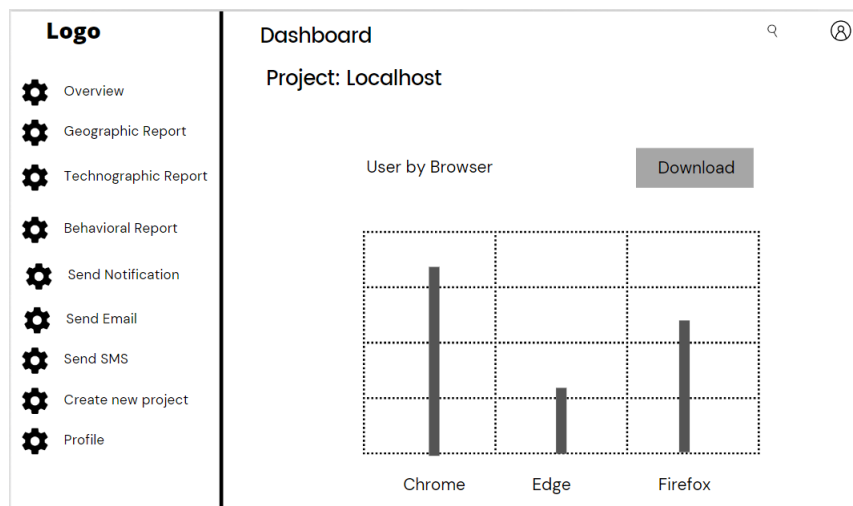 Logo
Overview
Geographic Report
Technographic Report
Behavioral Report
Send Notification
Send Email
Send SMS
Create new project
Profile
Dashboard
Project: Localhost
User by Browser
Download
Chrome
Edge
Firefox